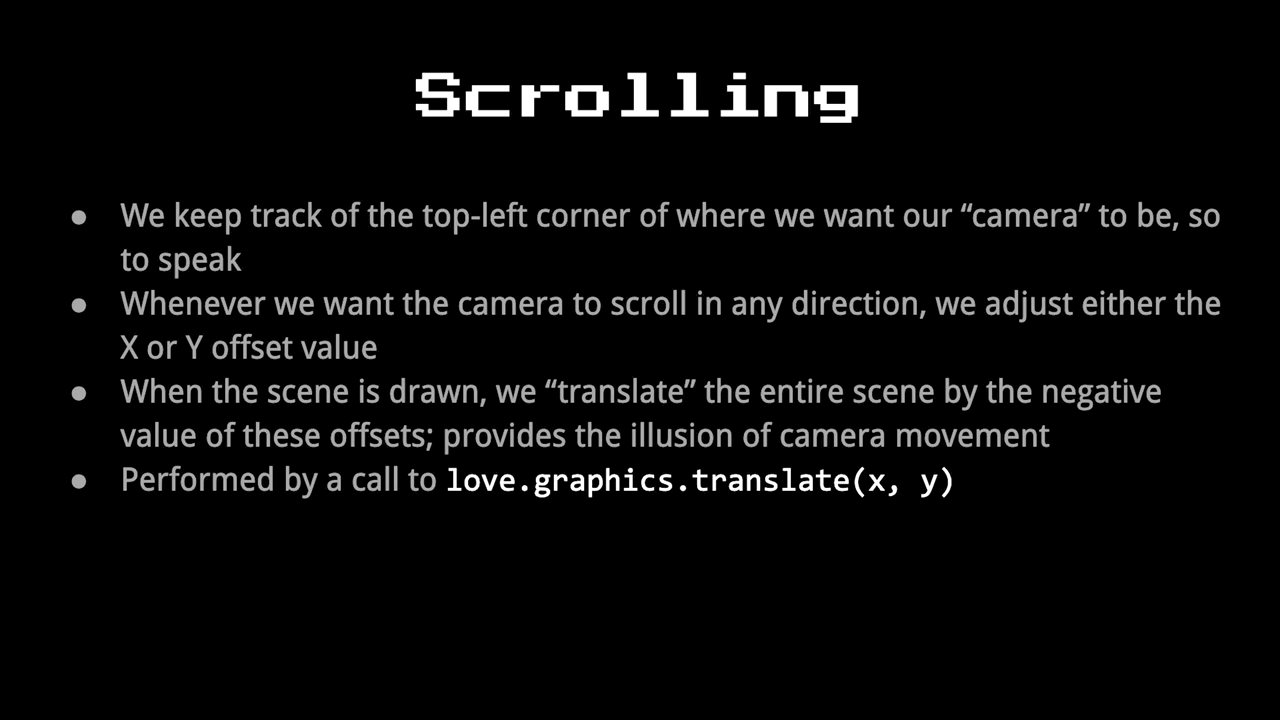 Scrolling
● We keep track of the top-left corner of where we want our “camera” to be, so
to speak
● Whenever we want the camera to scroll in any direction, we adjust either the
X or Y offset value
● When the scene is drawn, we “translate” the entire scene by the negative
value of these offsets; provides the illusion of camera movement
● Performed by a call to love.graphics.translate(x, y)